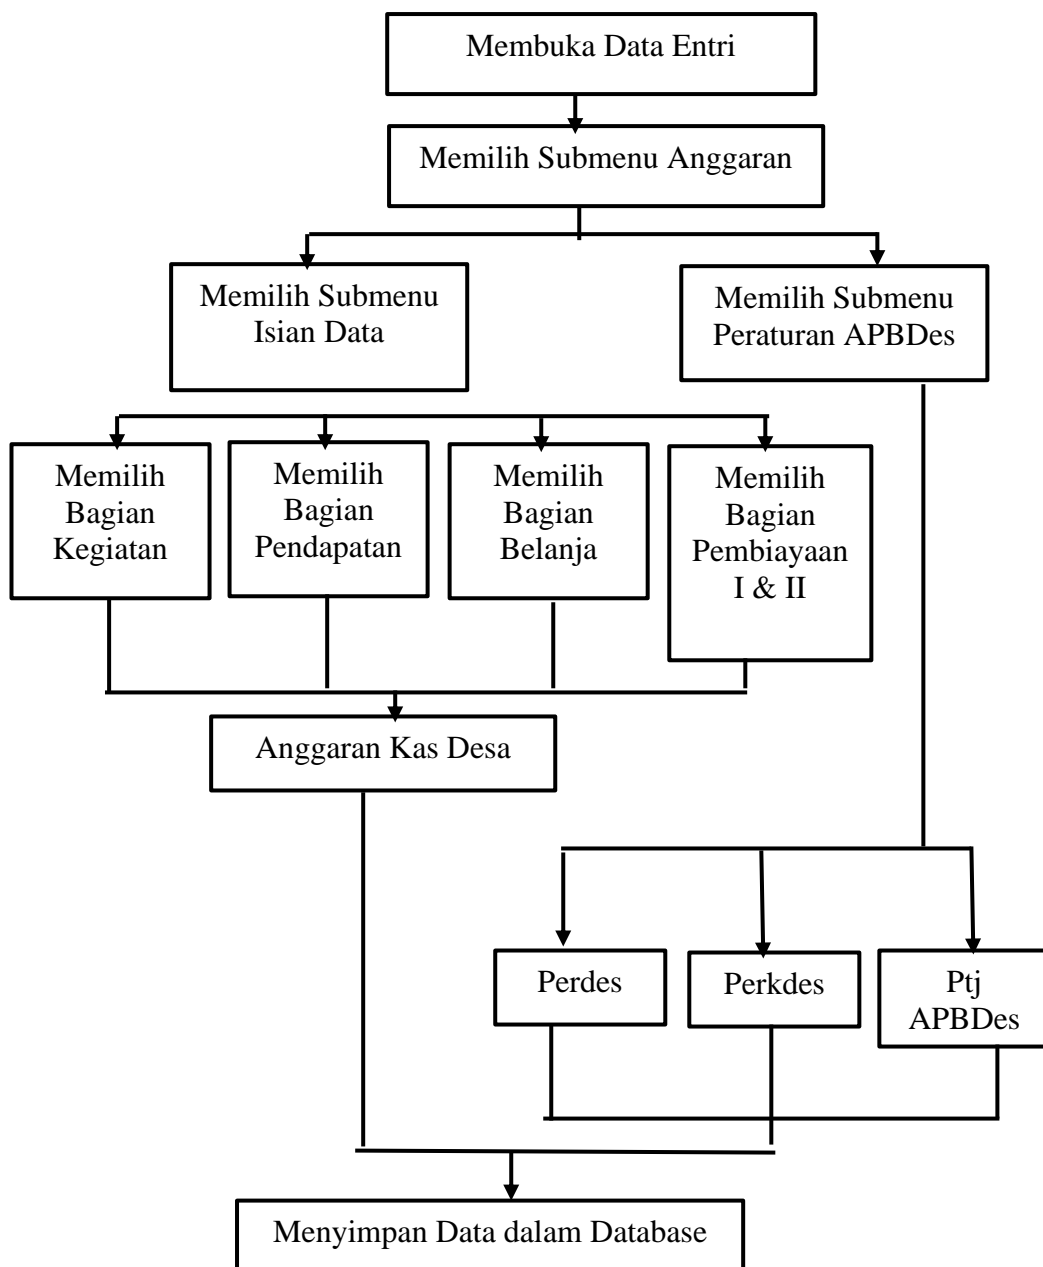 Membuka Data Entri
Memilih Submenu Anggaran
Memilih Submenu
Isian Data
Memilih Submenu
Peraturan APBDes
Memilih
Bagian
Kegiatan
Memilih
Bagian
Pendapatan
Memilih
Bagian
Belanja
Memilih
Bagian
Pembiayaan
I & II
Anggaran Kas Desa
Perdes
Perkdes
Ptj
APBDes
Menyimpan Data dalam Database